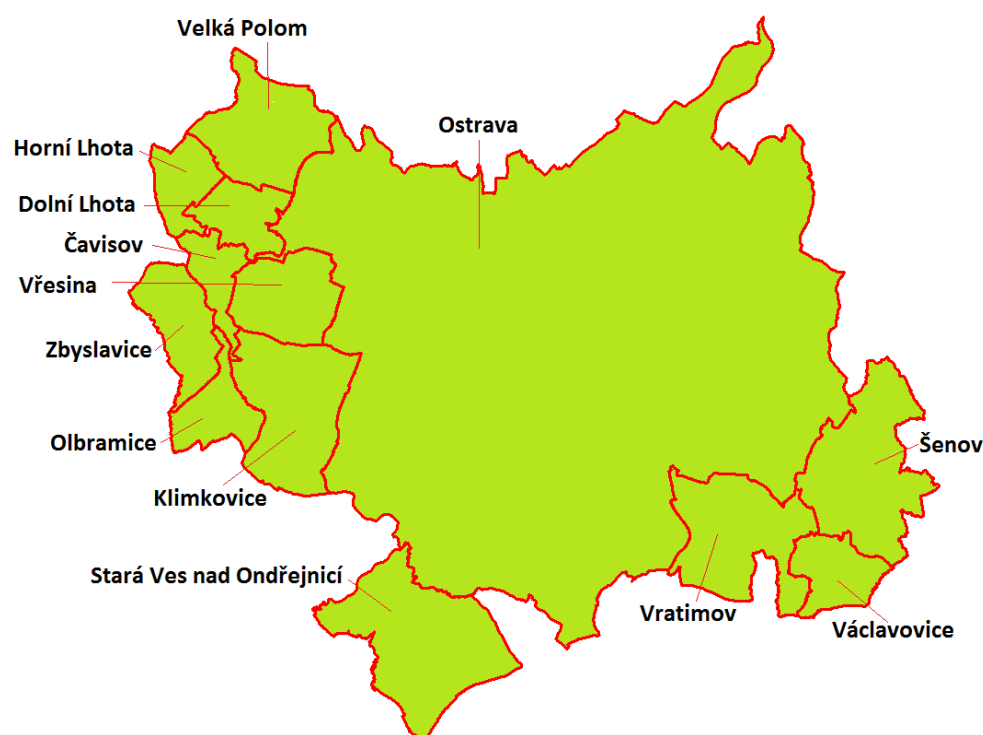 Velká Polom
Ostrava
Horní Lhota
Dolní Lhota
Čavisov
Vřesina
Zbyslavice
Olbramice
Šenov
Klimkovice
Stará Ves nad Ondřejnicí
Vratimov
Václavovice